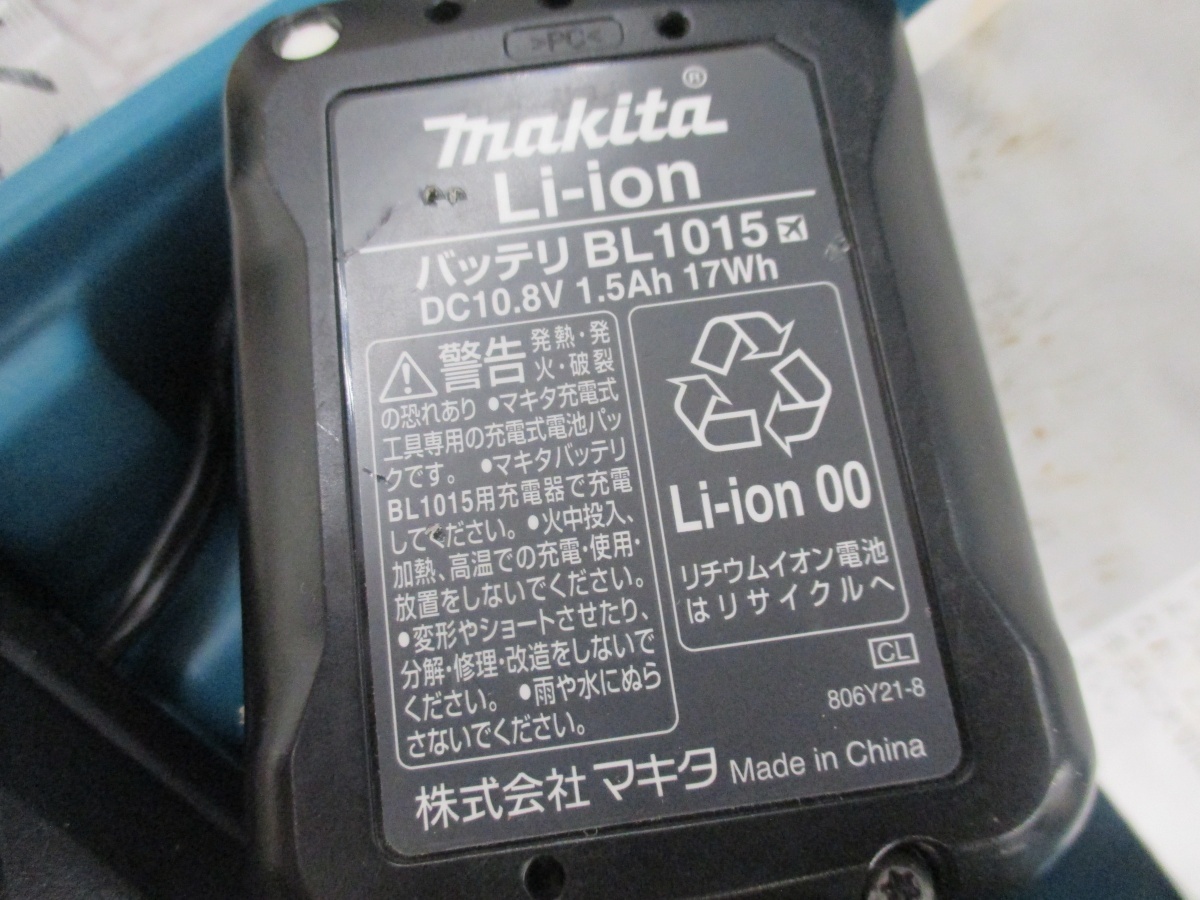 >PC<
makita®
Li-ion
バッテリ BL1015
DC10.8V 1.5Ah 17Wh
警告 発熱・発
火・破裂
の恐れあり ●マキタ充電式
工具専用の充電式電池パッ
クです。 ●マキタバッテリ
BL1015用充電器で充電
してください。●火中投入、
加熱、高温での充電・使用・
放置をしないでください。
●変形やショートさせたり、
分解・修理・改造をしないで
ください。 ●雨や水にぬら
さないでください。
Li-ion 00
リチウムイオン電池
はリサイクルへ
CL
806Y21-8
株式会社 マキタ Made in China